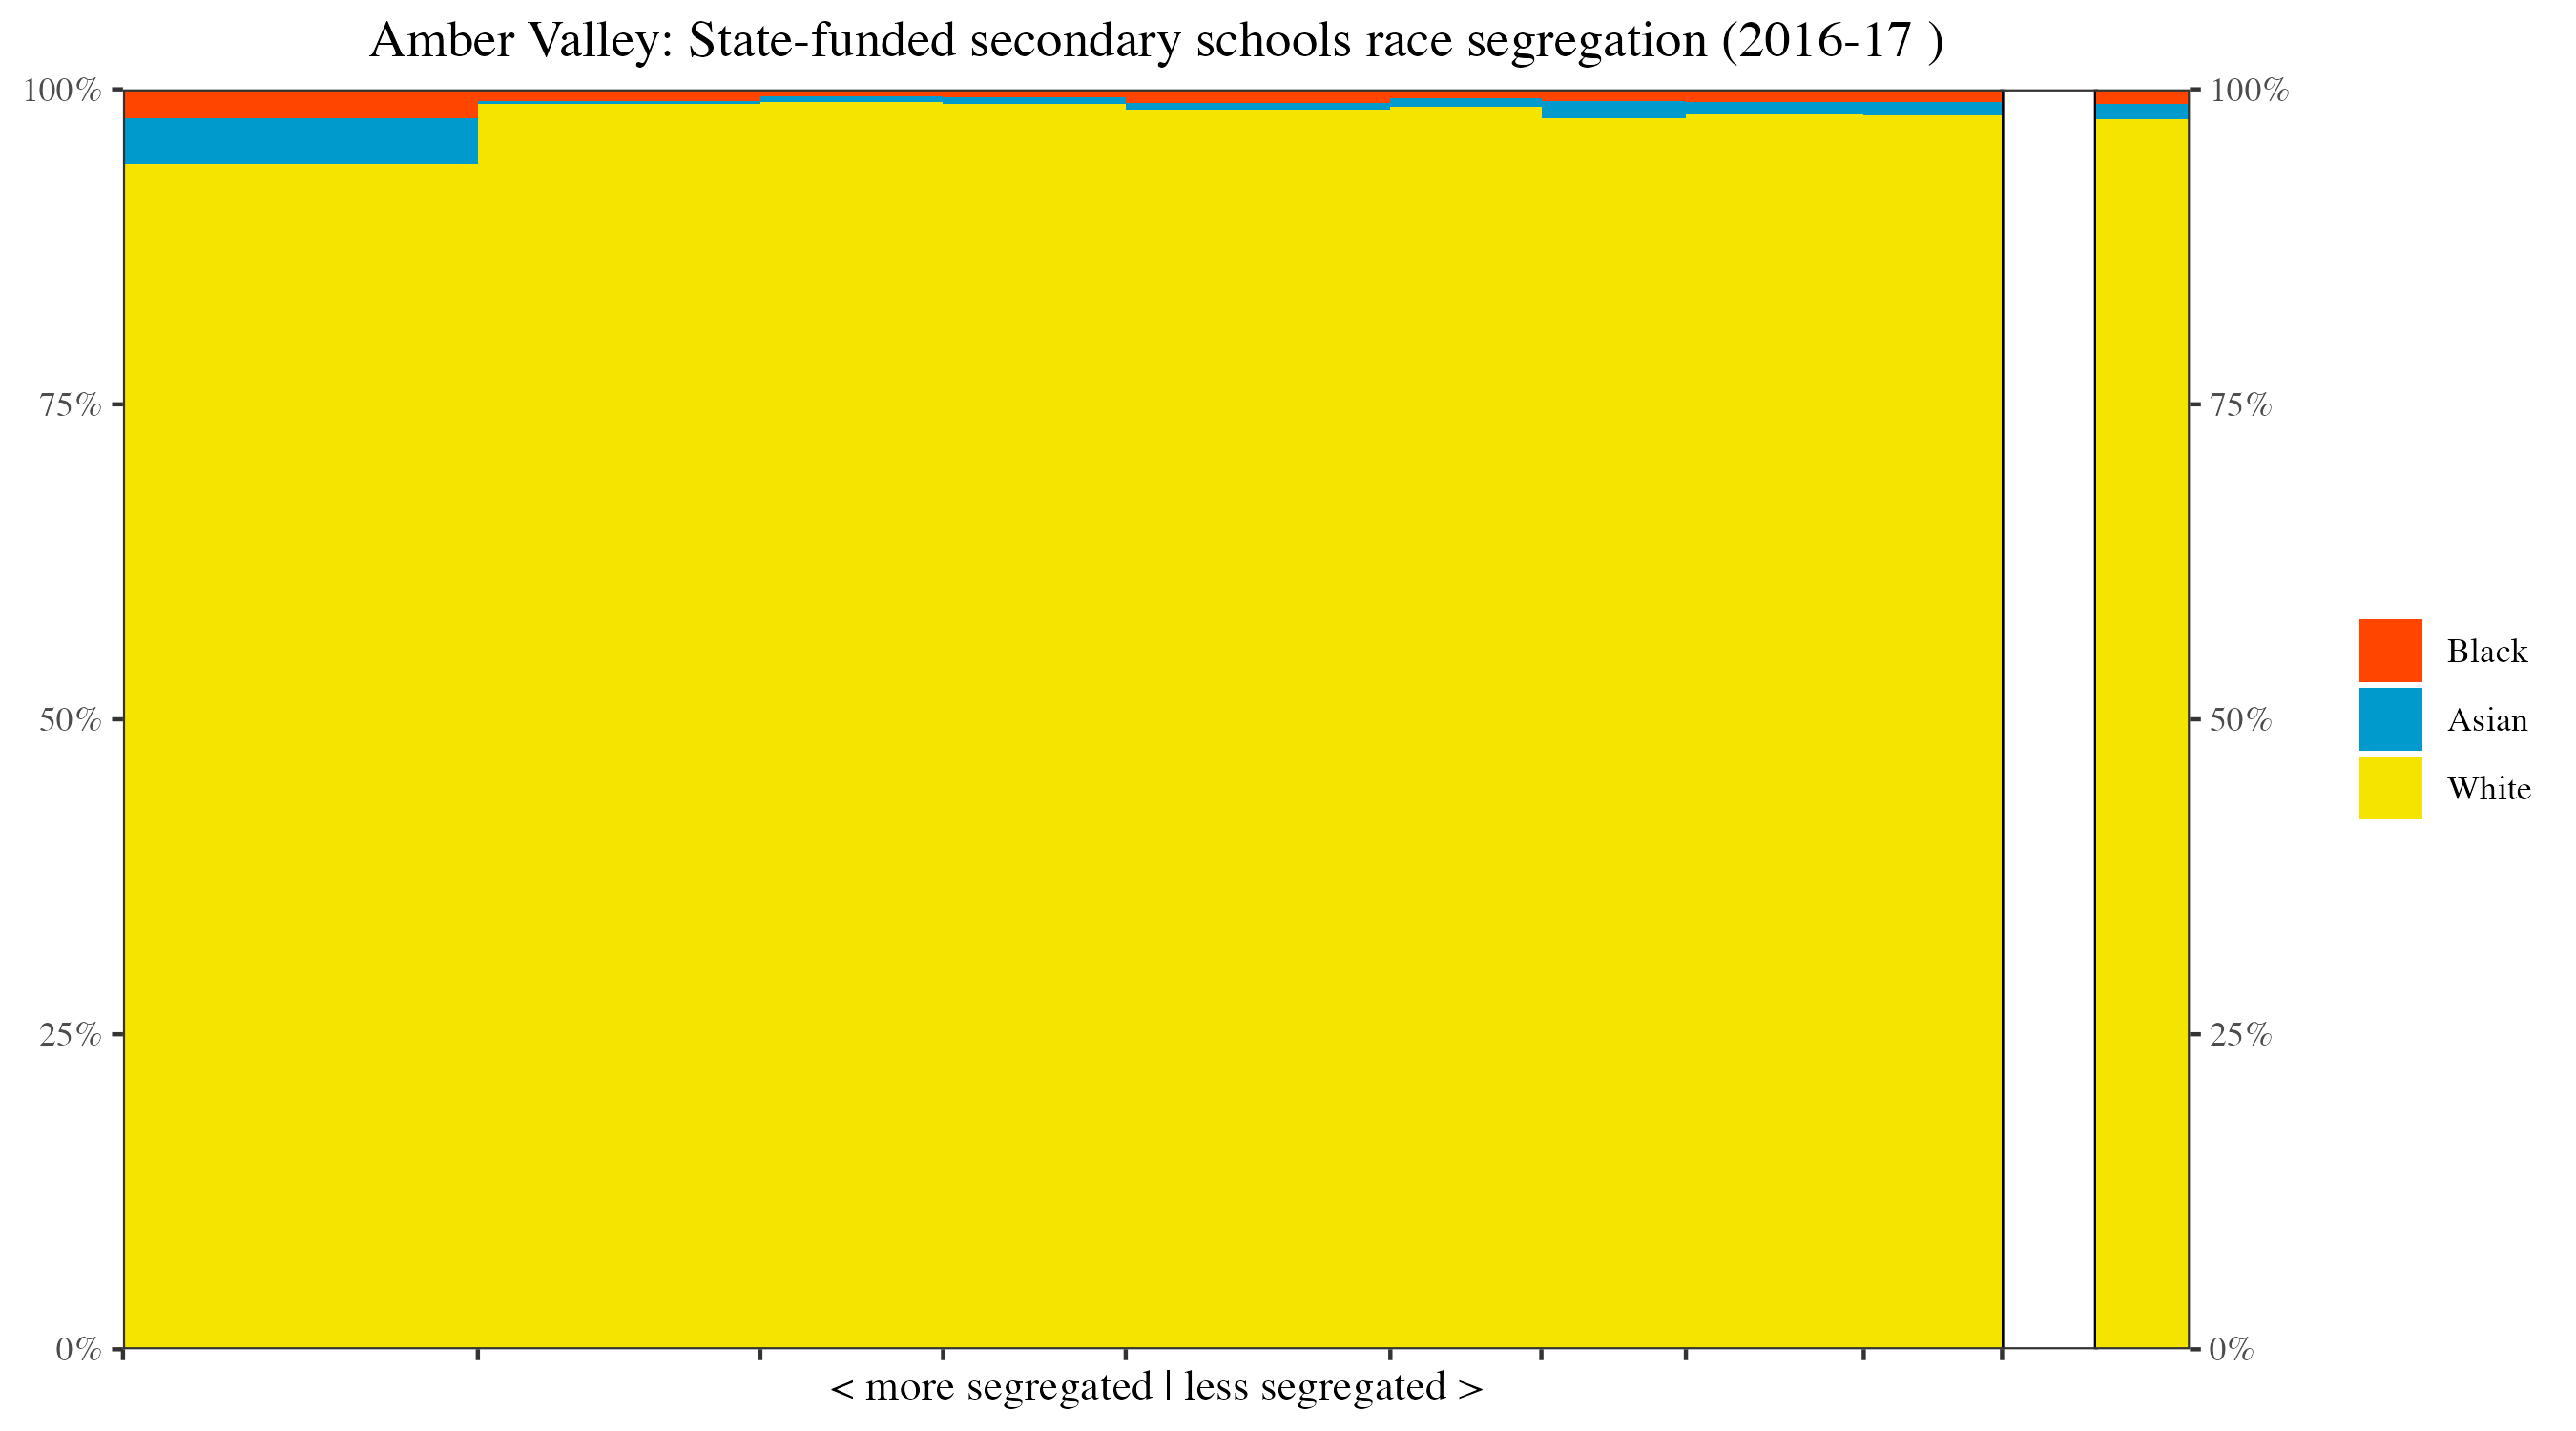 Amber Valley: State-funded secondary schools race segregation (2016-17 )
100%
75%
50%
25%
0%
100%
75%
50%
25%
0%
Black
Asian
White
< more segregated | less segregated >